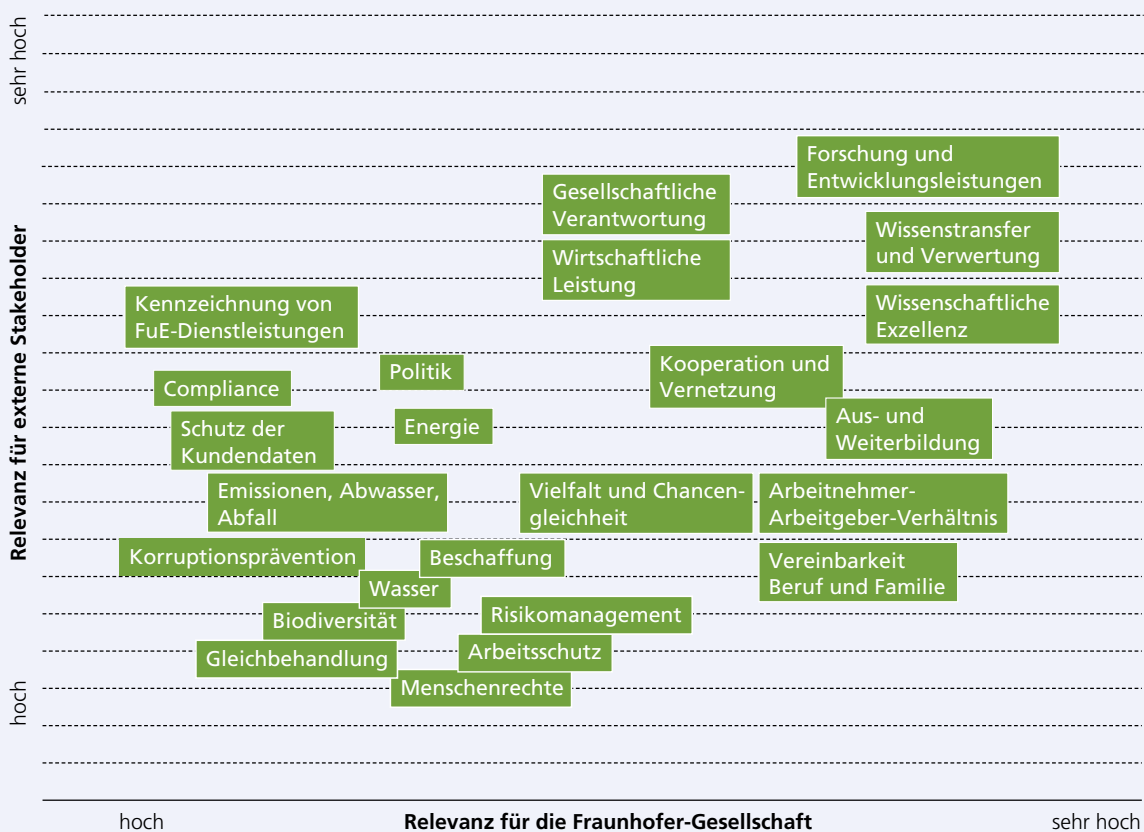 sehr hoch
Relevanz für externe Stakeholder
hoch
Forschung und
Entwicklungsleistungen
Gesellschaftliche
Verantwortung
Wissenstransfer
und Verwertung
Wirtschaftliche
Leistung
Kennzeichnung von
FuE-Dienstleistungen
Wissenschaftliche
Exzellenz
Politik
Kooperation und
Vernetzung
Compliance
Schutz der
Kundendaten
Energie
Aus- und
Weiterbildung
Emissionen, Abwasser,
Abfall
Vielfalt und Chancen-
gleichheit
Arbeitnehmer-
Arbeitgeber-Verhältnis
Korruptionsprävention
Beschaffung
Vereinbarkeit
Beruf und Familie
Wasser
Biodiversität
Risikomanagement
Gleichbehandlung
Arbeitsschutz
Menschenrechte
hoch
Relevanz für die Fraunhofer-Gesellschaft
sehr hoch